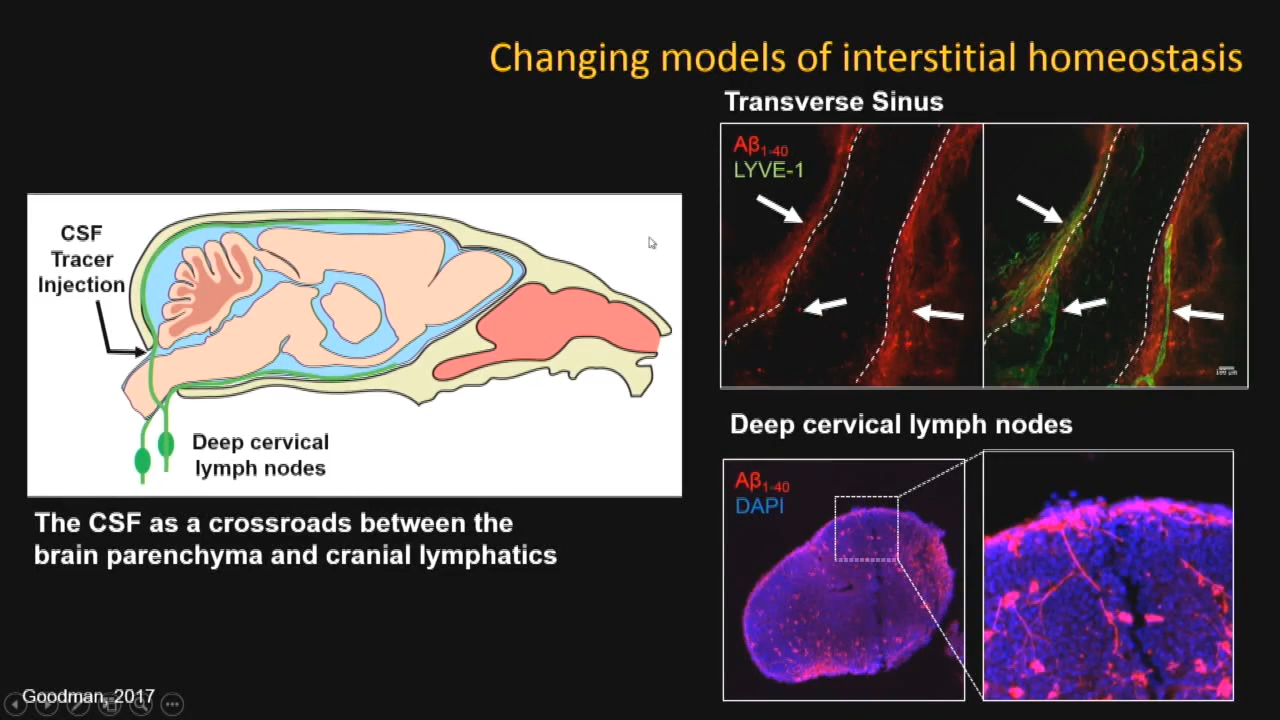 Changing models of interstitial homeostasis
Transverse Sinus
Aβ1-40
LYVE-1
100 µm
CSF
Tracer
Injection
Deep cervical
lymph nodes
The CSF as a crossroads between the
brain parenchyma and cranial lymphatics
Deep cervical lymph nodes
Aβ1-40
DAPI
Goodman, 2017